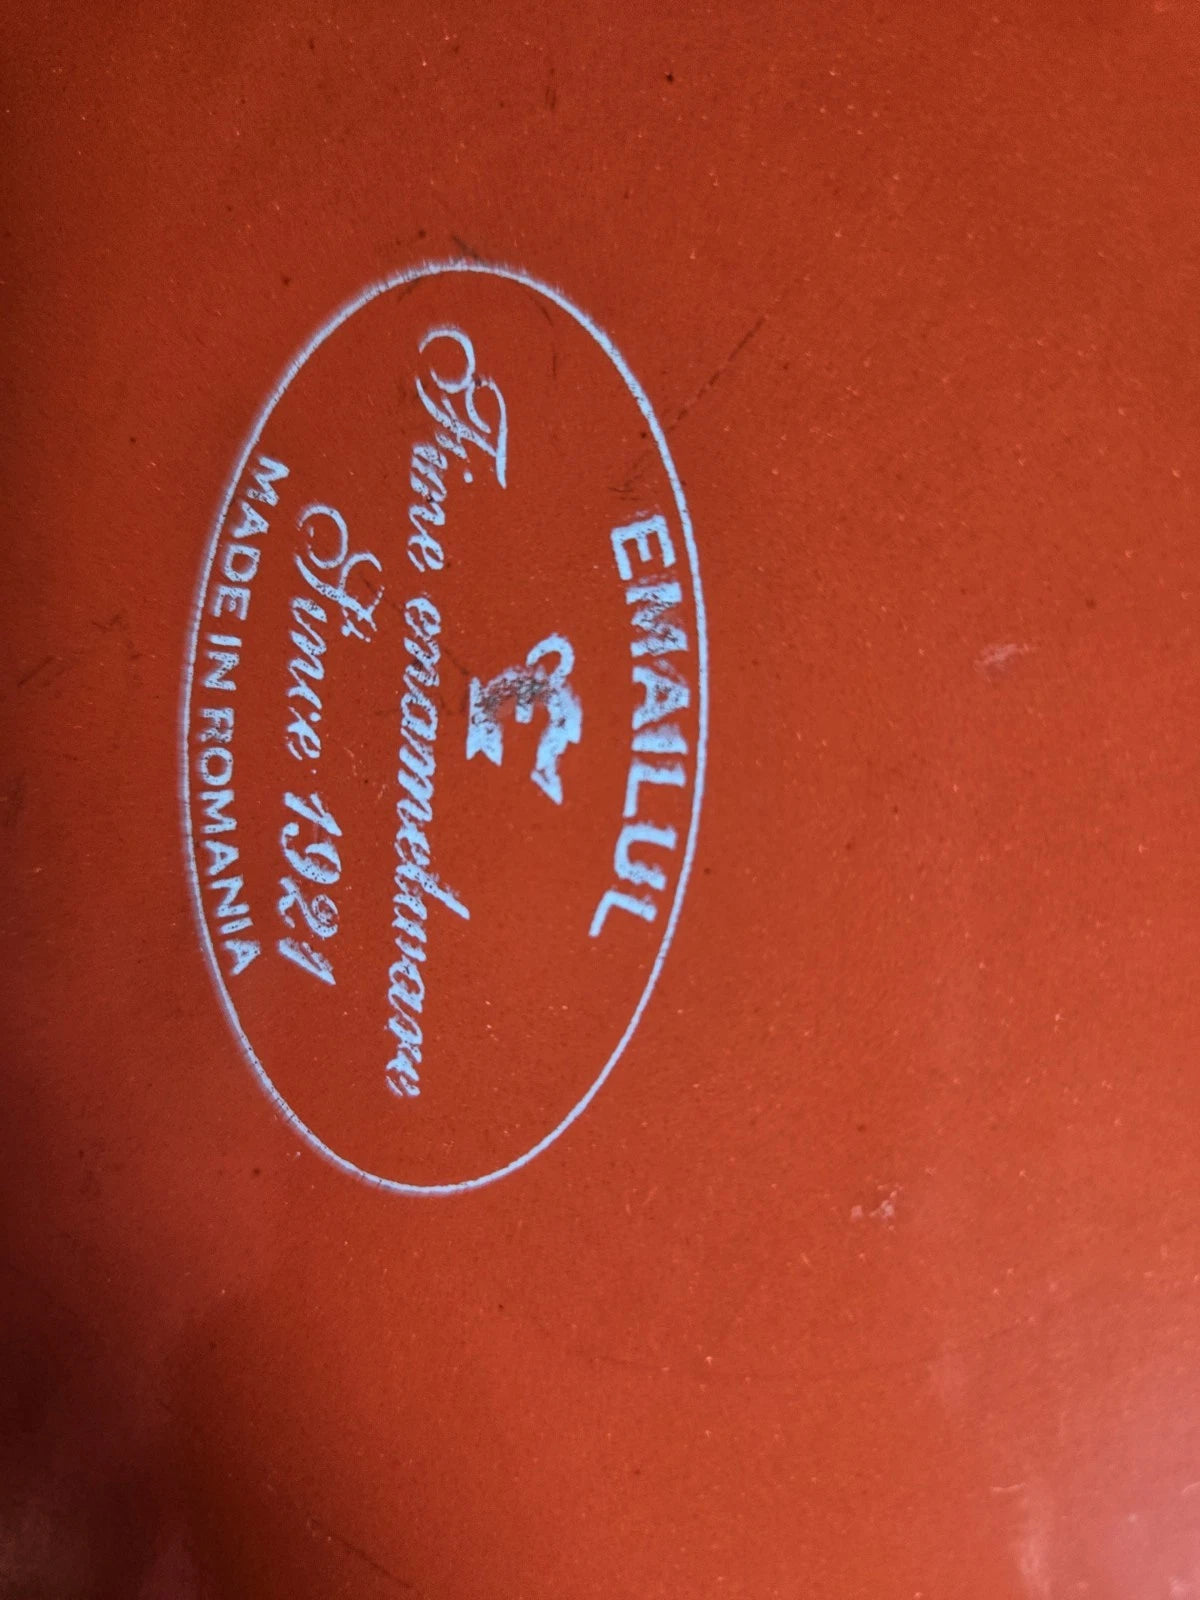 EMAILUL
Fine enamelware
Since 1921
MADE IN ROMANIA